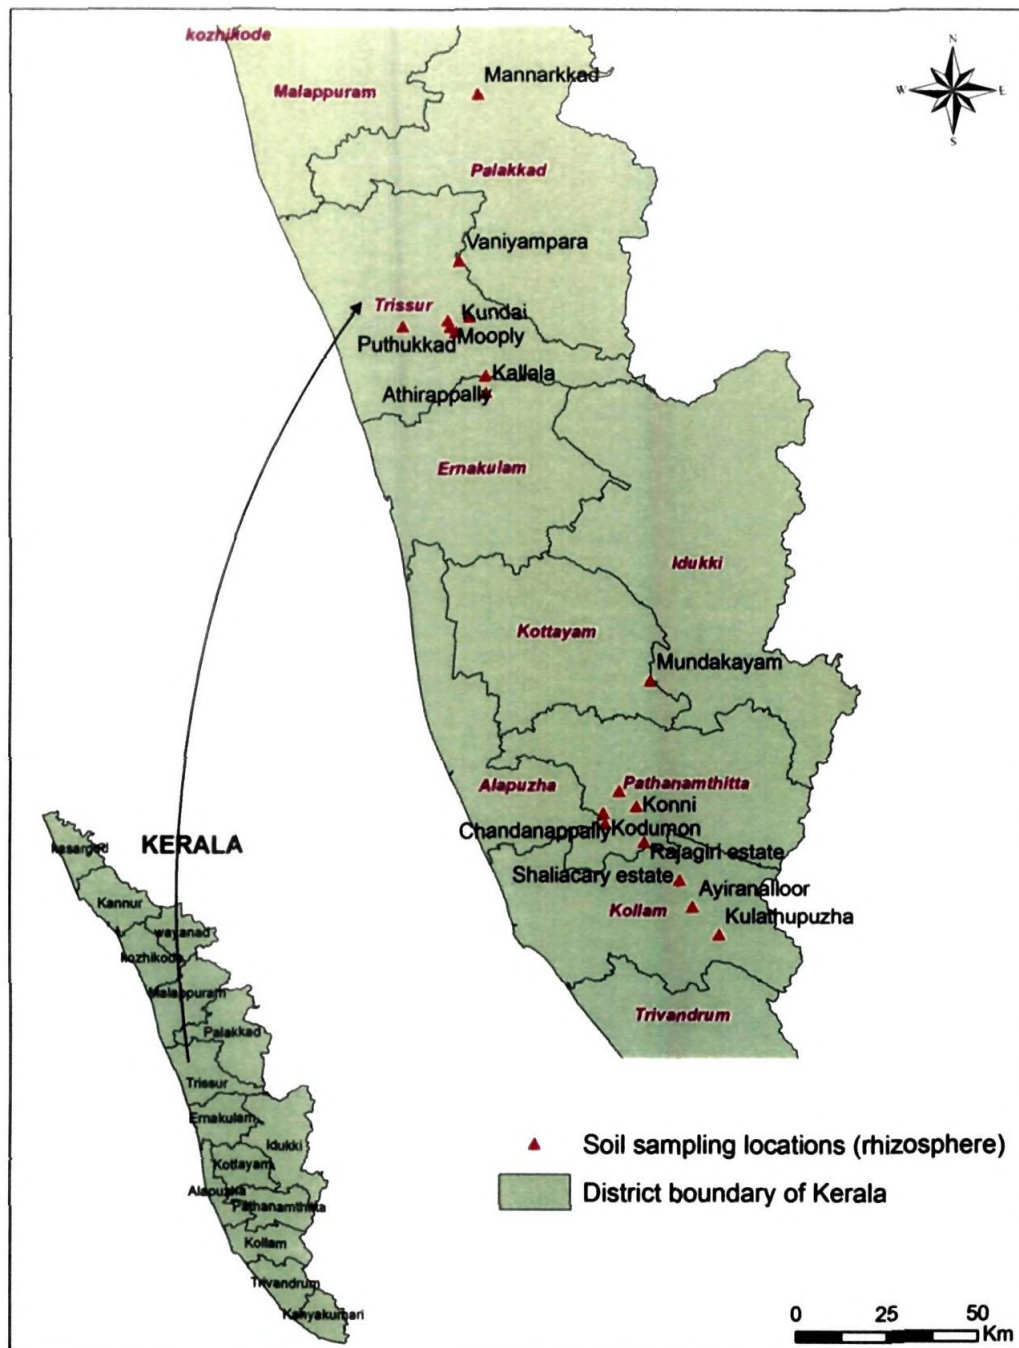 kozhikode
N
Mannarkkad
Malappuram
W
E
S
Palakkad
Vaniyampara
Trissur
Kundai
Puthukkad
Mooply
Kallala
Athirappally
Ernakulam
Idukki
Kottayam
Mundakayam
Alapuzha
Pathanamthitta
Konni
Chandanappally
Kodumon
Rajagiri estate
Shaliacary estate
Ayiranalloor
Kollam
Kulathupuzha
Trivandrum
KERALA
kasargod
Kannur
wayanad
kozhikode
Malappuram
Palakkad
Trissur
Ernakulam
Idukki
Kottayam
Alapuzha
Pathanamthitta
Kollam
Trivandrum
Kanyakumari
Soil sampling locations (rhizosphere)
District boundary of Kerala
0 25 50
Km